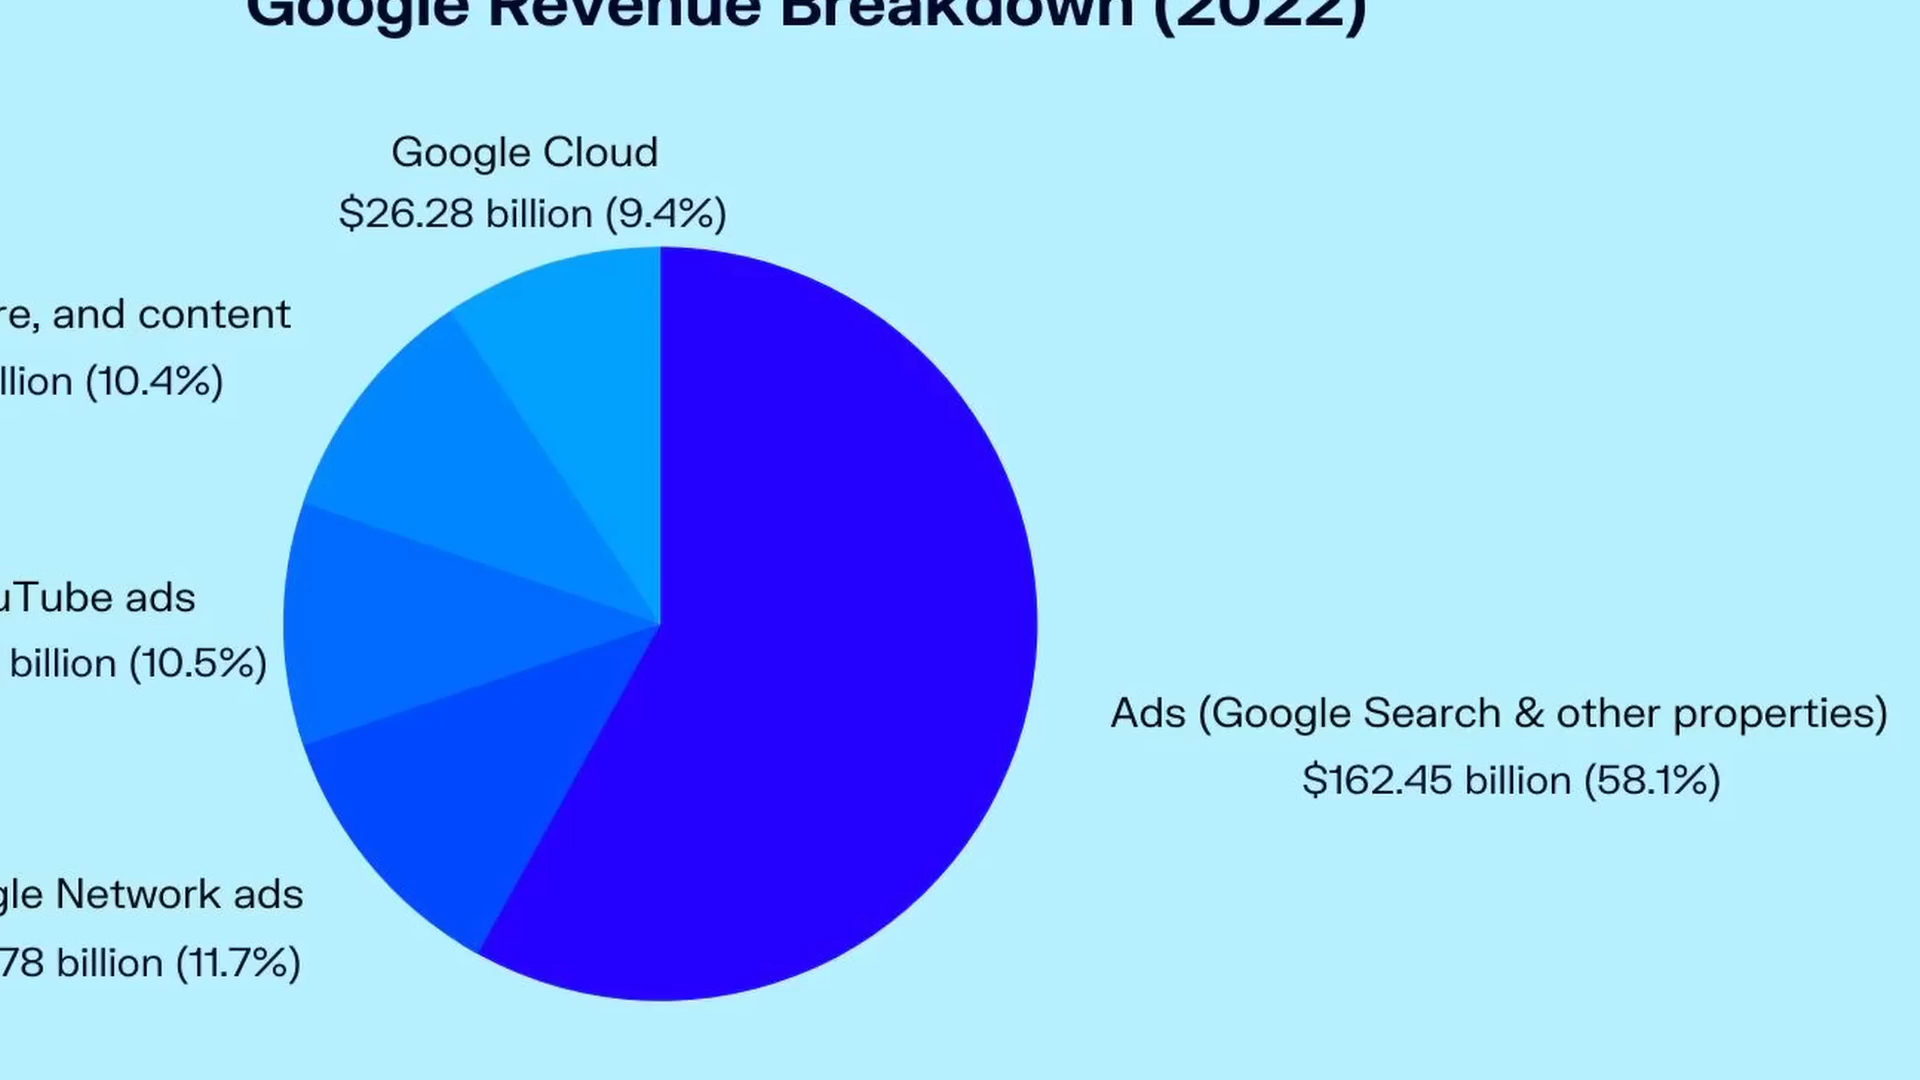 Google Revenue Breakdown (2022)
Google Cloud
$26.28 billion (9.4%)
re, and content
llion (10.4%)
uTube ads
billion (10.5%)
Ads (Google Search & other properties)
$162.45 billion (58.1%)
gle Network ads
78 billion (11.7%)